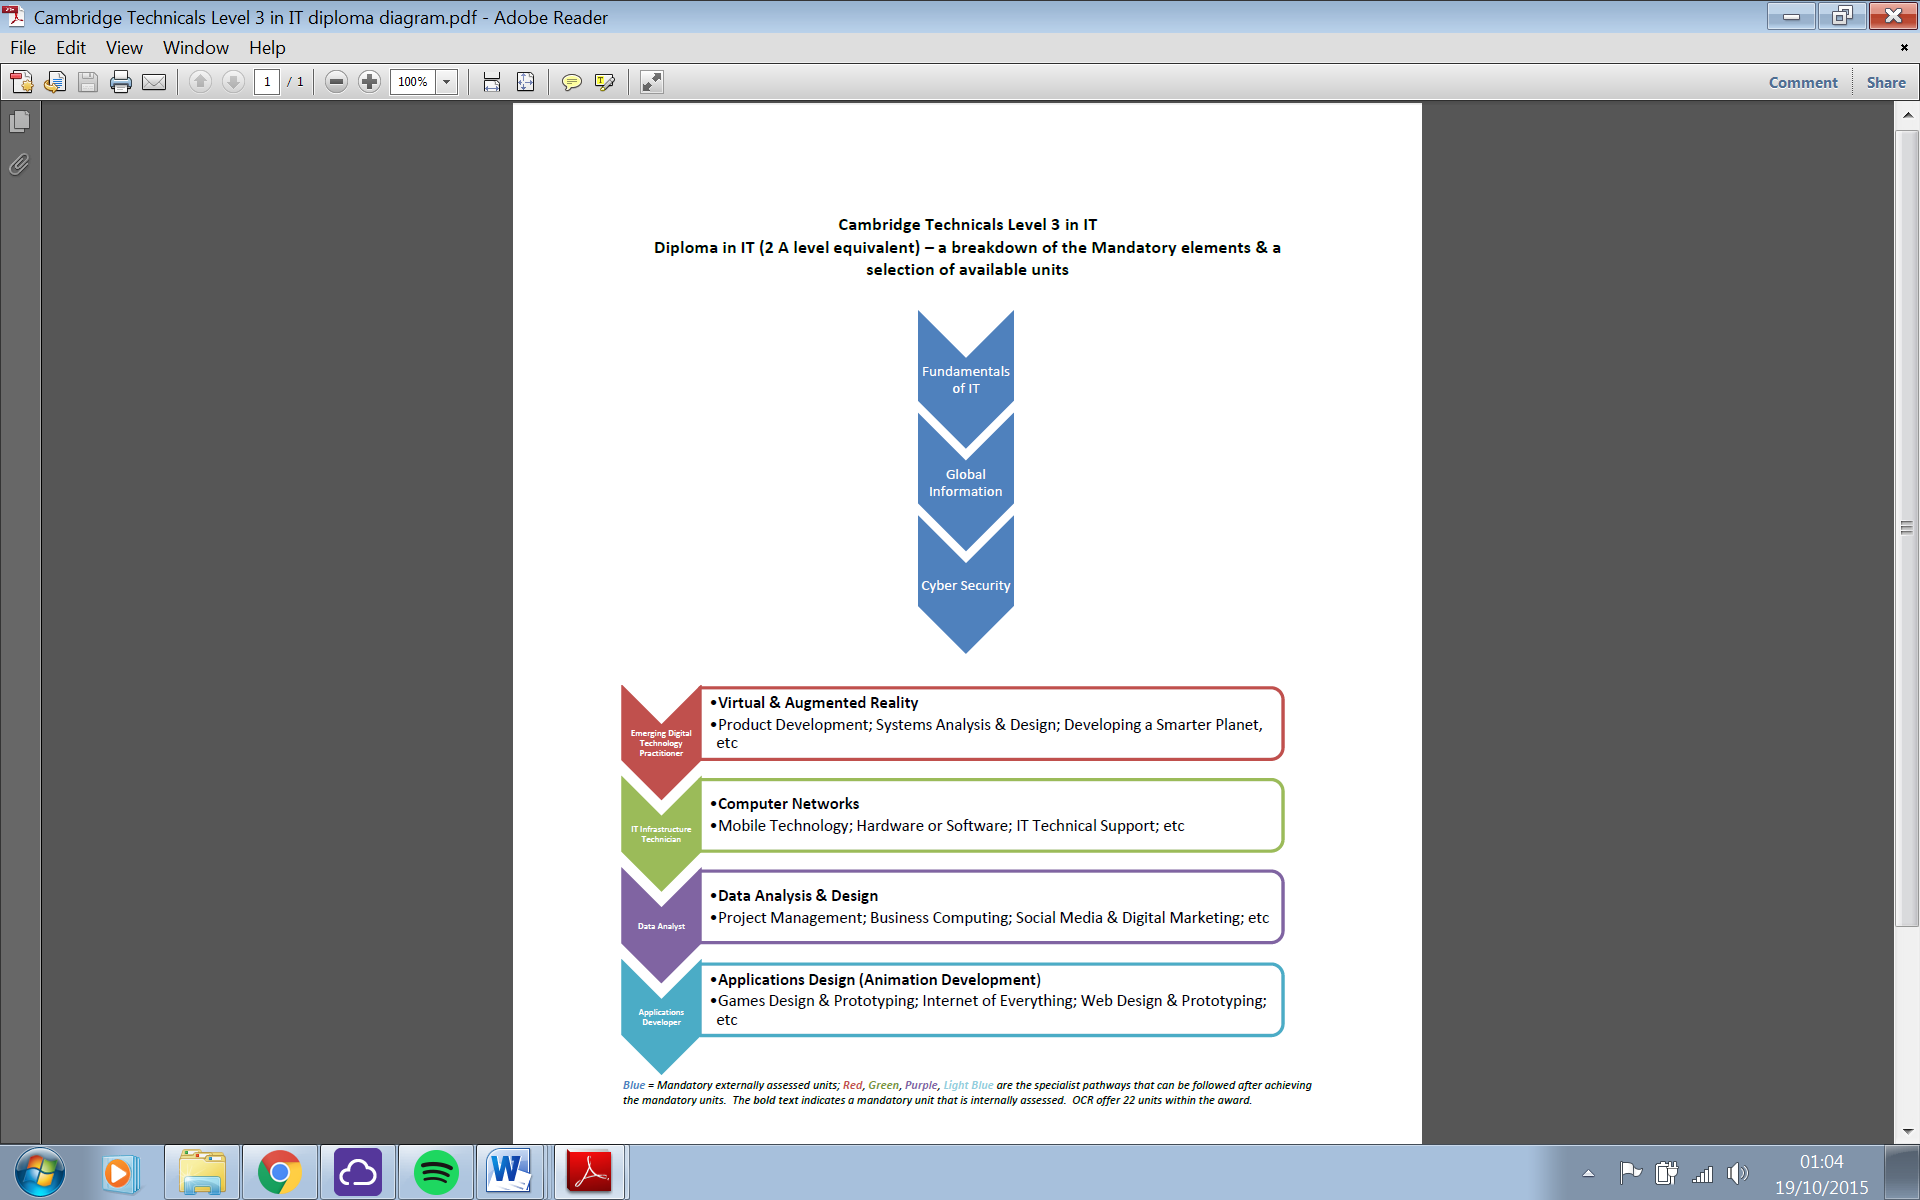 Cambridge Technicals Level 3 in IT diploma diagram.pdf - Adobe Reader
File Edit View Window Help
1 / 1 100% Comment Share
Cambridge Technicals Level 3 in IT
Diploma in IT (2 A level equivalent) – a breakdown of the Mandatory elements & a
selection of available units
Fundamentals
of IT
Global
Information
Cyber Security
Emerging Digital
Technology
Practitioner
•Virtual & Augmented Reality
•Product Development; Systems Analysis & Design; Developing a Smarter Planet,
etc
IT Infrastructure
Technician
•Computer Networks
•Mobile Technology; Hardware or Software; IT Technical Support; etc
Data Analyst
•Data Analysis & Design
•Project Management; Business Computing; Social Media & Digital Marketing; etc
Applications
Developer
•Applications Design (Animation Development)
•Games Design & Prototyping; Internet of Everything; Web Design & Prototyping;
etc
Blue = Mandatory externally assessed units; Red, Green, Purple, Light Blue are the specialist pathways that can be followed after achieving
the mandatory units. The bold text indicates a mandatory unit that is internally assessed. OCR offer 22 units within the award.
01:04
19/10/2015